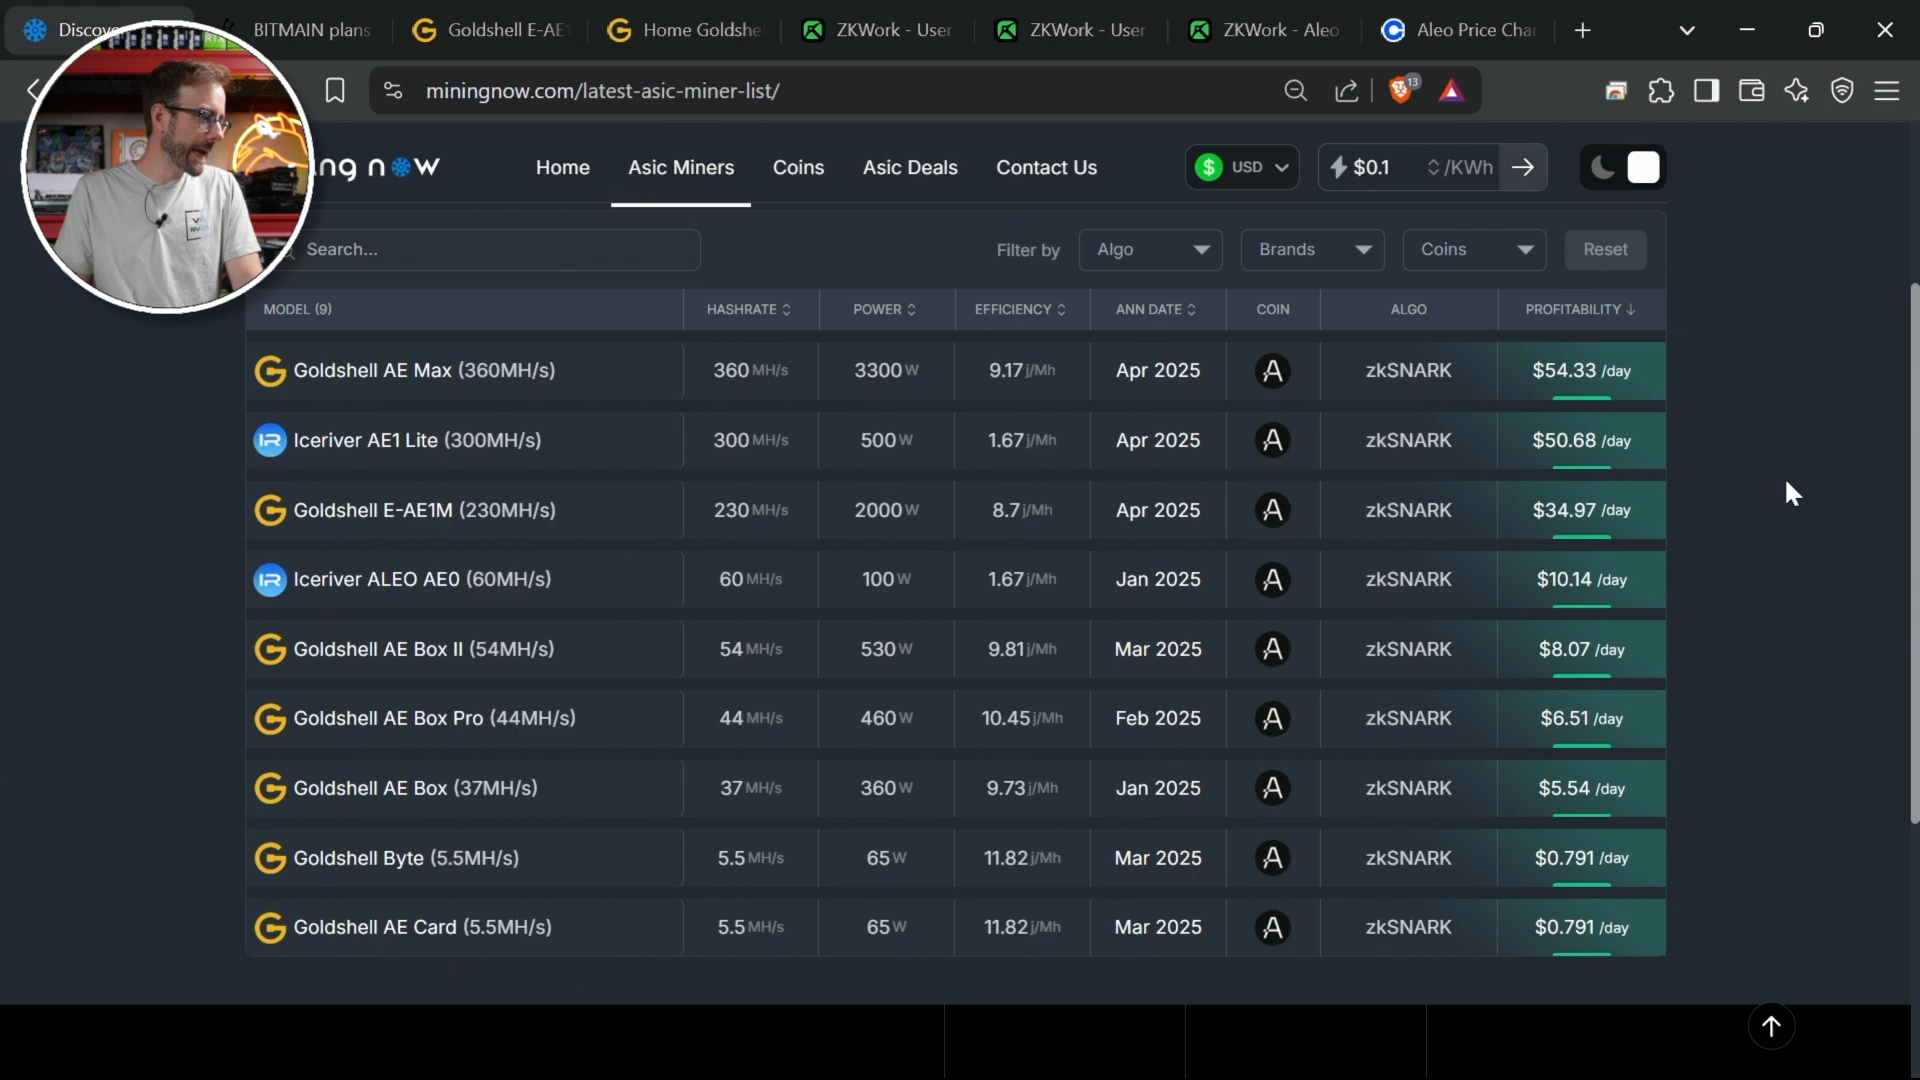 Discove
BITMAIN plans
Goldshell E-AE1
Home Goldshe
ZKWork - User
ZKWork - User
ZKWork - Aleo
Aleo Price Char
miningnow.com/latest-asic-miner-list/
13
ng now
Home
Asic Miners
Coins
Asic Deals
Contact Us
$ USD
$0.1 /KWh
Search...
Filter by
Algo
Brands
Coins
Reset
MODEL (9) HASHRATE POWER EFFICIENCY ANN DATE COIN ALGO PROFITABILITY
Goldshell AE Max (360MH/s) 360 MH/s 3300 W 9.17 j/Mh Apr 2025 zkSNARK $54.33 /day
IR Iceriver AE1 Lite (300MH/s) 300 MH/s 500 W 1.67 j/Mh Apr 2025 zkSNARK $50.68 /day
Goldshell E-AE1M (230MH/s) 230 MH/s 2000 W 8.7 j/Mh Apr 2025 zkSNARK $34.97 /day
IR Iceriver ALEO AE0 (60MH/s) 60 MH/s 100 W 1.67 j/Mh Jan 2025 zkSNARK $10.14 /day
Goldshell AE Box II (54MH/s) 54 MH/s 530 W 9.81 j/Mh Mar 2025 zkSNARK $8.07 /day
Goldshell AE Box Pro (44MH/s) 44 MH/s 460 W 10.45 j/Mh Feb 2025 zkSNARK $6.51 /day
Goldshell AE Box (37MH/s) 37 MH/s 360 W 9.73 j/Mh Jan 2025 zkSNARK $5.54 /day
Goldshell Byte (5.5MH/s) 5.5 MH/s 65 W 11.82 j/Mh Mar 2025 zkSNARK $0.791 /day
Goldshell AE Card (5.5MH/s) 5.5 MH/s 65 W 11.82 j/Mh Mar 2025 zkSNARK $0.791 /day